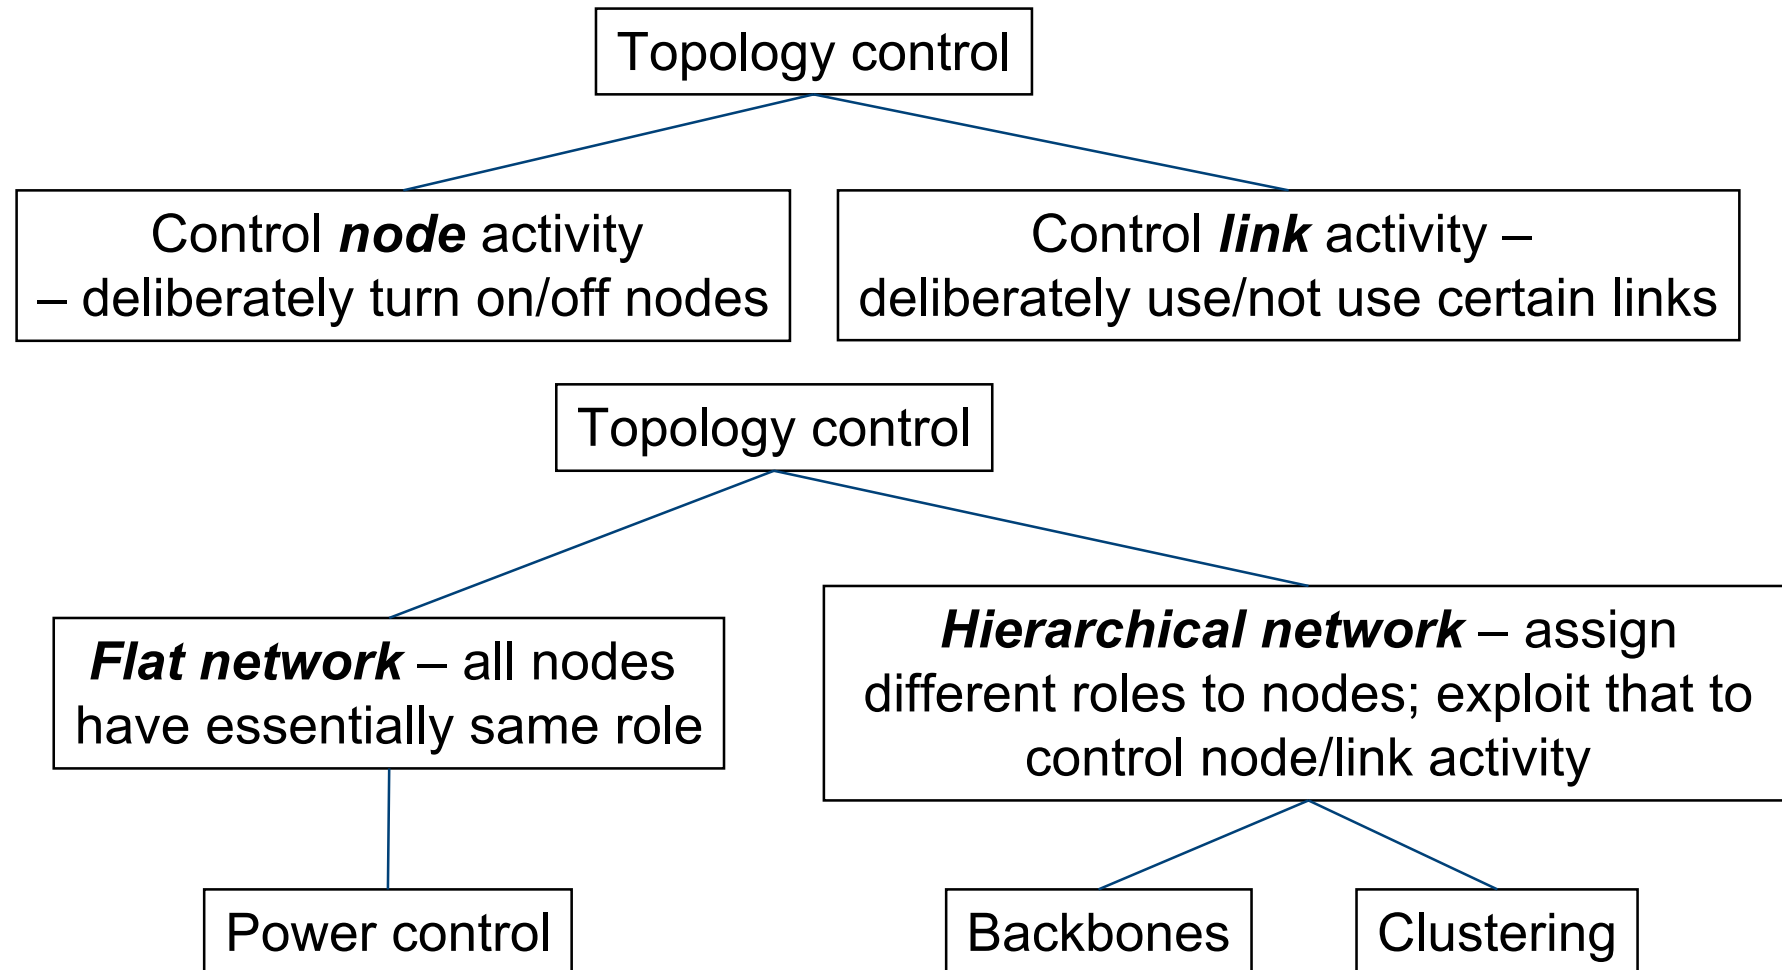 Topology control
Control node activity
– deliberately turn on/off nodes
Control link activity –
deliberately use/not use certain links
Topology control
Flat network – all nodes
have essentially same role
Hierarchical network – assign
different roles to nodes; exploit that to
control node/link activity
Power control
Backbones
Clustering